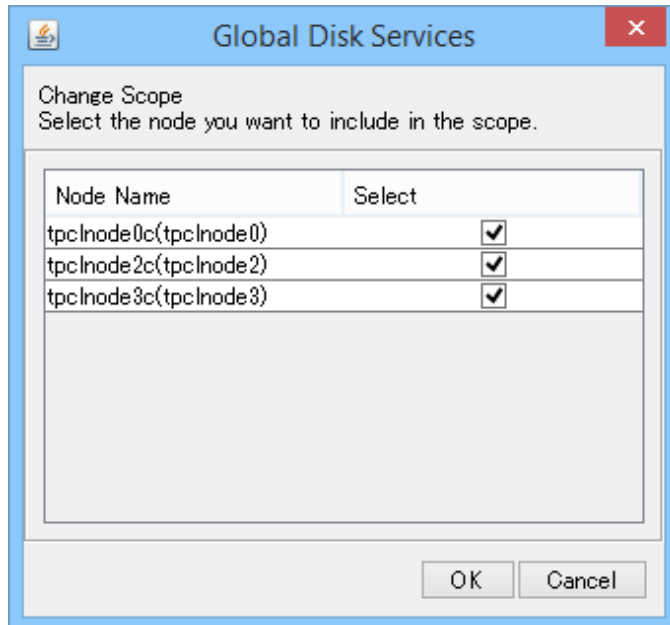 Global Disk Services
Change Scope
Select the node you want to include in the scope.
Node Name Select
tpclnode0c(tpclnode0)
tpclnode2c(tpclnode2)
tpclnode3c(tpclnode3)
OK Cancel